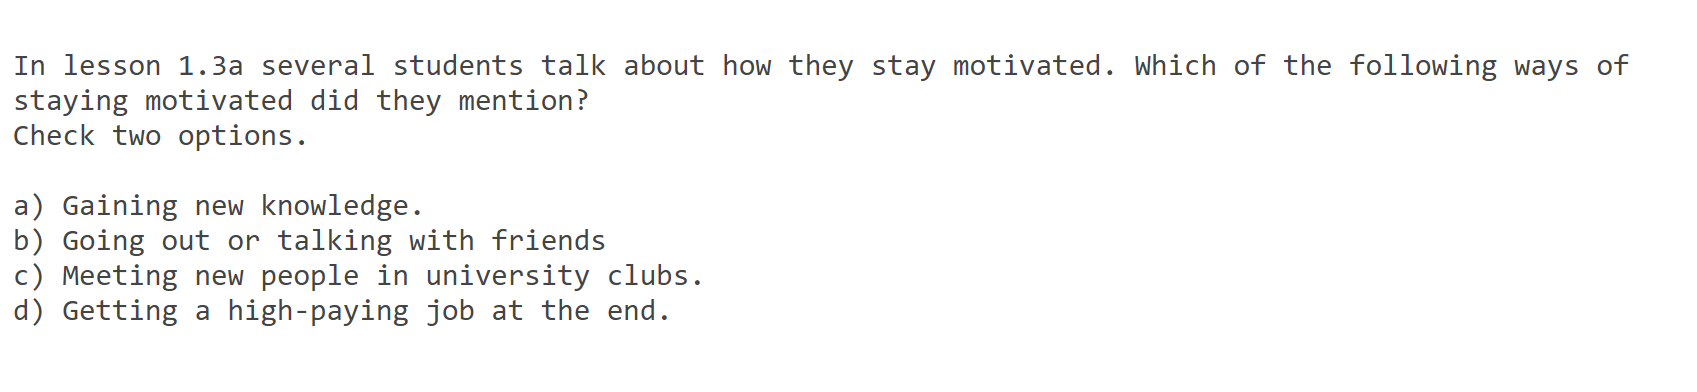 In lesson 1.3a several students talk about how they stay motivated. Which of the following ways of
staying motivated did they mention?
Check two options.
a) Gaining new knowledge.
b) Going out or talking with friends
c) Meeting new people in university clubs.
d) Getting a high-paying job at the end.